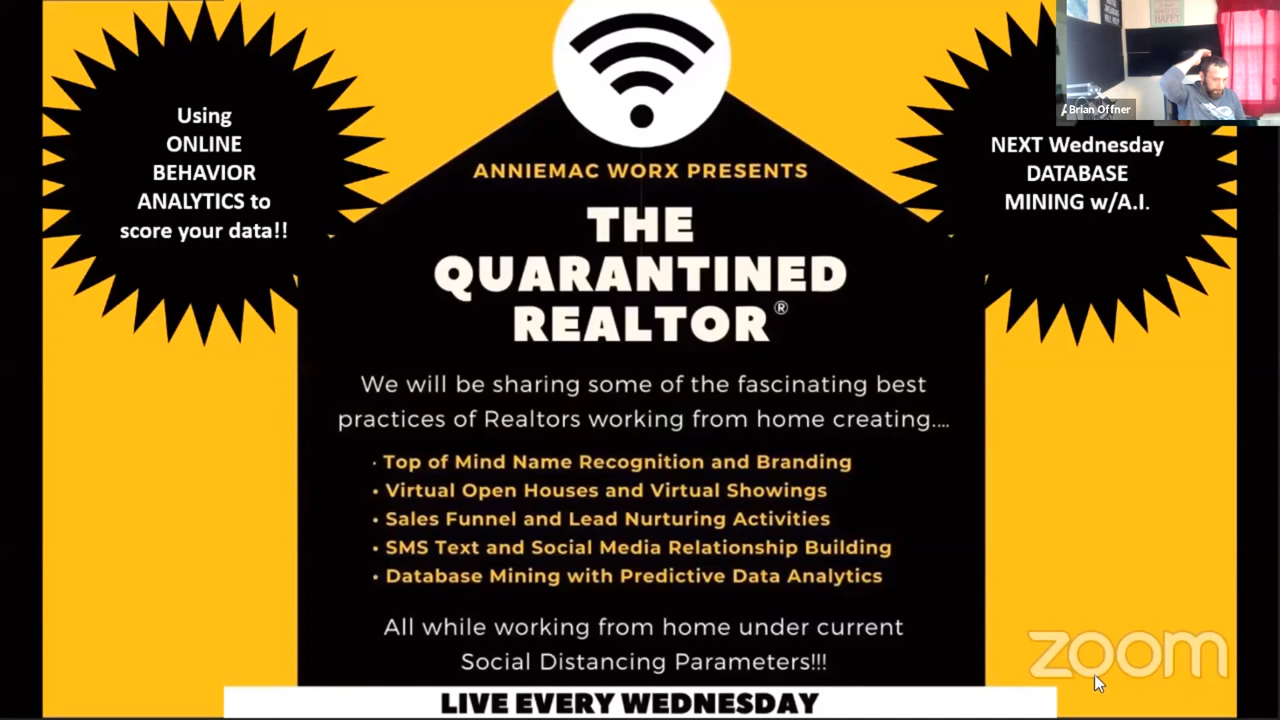 Using
ONLINE
BEHAVIOR
ANALYTICS to
score your data!!
HAPPY
Brian Offner
NEXT Wednesday
DATABASE
MINING w/A.I.
ANNIEMAC WORX PRESENTS
THE
QUARANTINED
REALTOR®
We will be sharing some of the fascinating best
practices of Realtors working from home creating....
· Top of Mind Name Recognition and Branding
• Virtual Open Houses and Virtual Showings
• Sales Funnel and Lead Nurturing Activities
• SMS Text and Social Media Relationship Building
• Database Mining with Predictive Data Analytics
All while working from home under current
Social Distancing Parameters!!!
zoom
LIVE EVERY WEDNESDAY